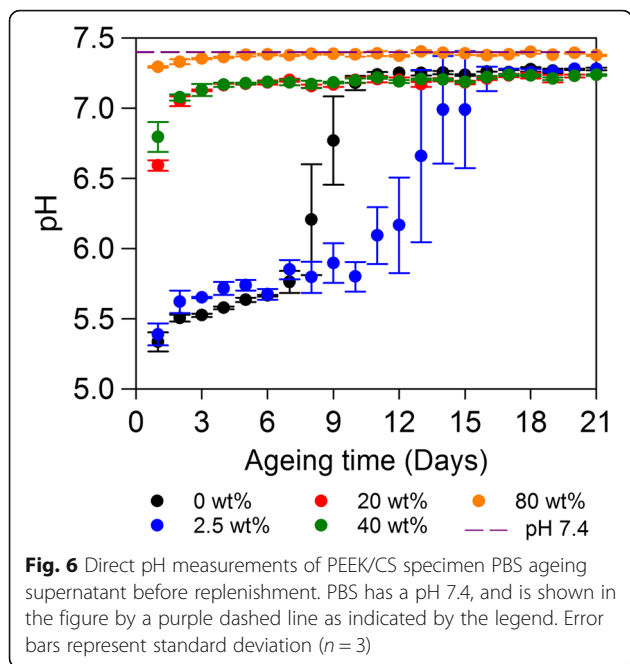 7.5
7.0
6.5
6.0
5.5
5.0
pH
0 3 6 9 12 15 18 21
Ageing time (Days)
0 wt% 20 wt% 80 wt%
2.5 wt% 40 wt% pH 7.4
Fig. 6 Direct pH measurements of PEEK/CS specimen PBS ageing
supernatant before replenishment. PBS has a pH 7.4, and is shown in
the figure by a purple dashed line as indicated by the legend. Error
bars represent standard deviation (n = 3)